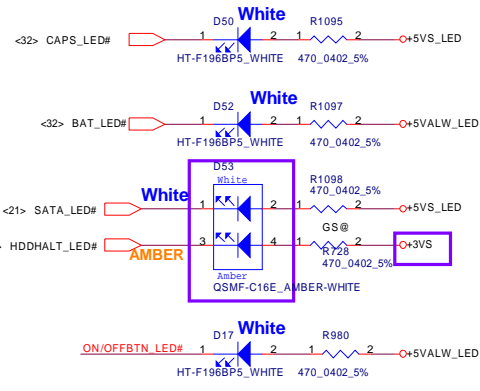 D50 White R1095
<32> CAPS_LED# 1 2 1 2 +5VS_LED
HT-F196BP5_WHITE 470_0402_5%
D52 White R1097
<32> BAT_LED# 1 2 1 2 +5VALW_LED
HT-F196BP5_WHITE 470_0402_5%
D53
White
R1098
470_0402_5%
<21> SATA_LED# White 1 2 1 2 +5VS_LED
GS@
HDDHALT_LED# 3 4 1 2 +3VS
AMBER
R728
470_0402_5%
Amber
QSMF-C16E_AMBER-WHITE
D17 White R980
ON/OFFBTN_LED# 1 2 1 2 +5VALW_LED
HT-F196BP5_WHITE 470_0402_5%